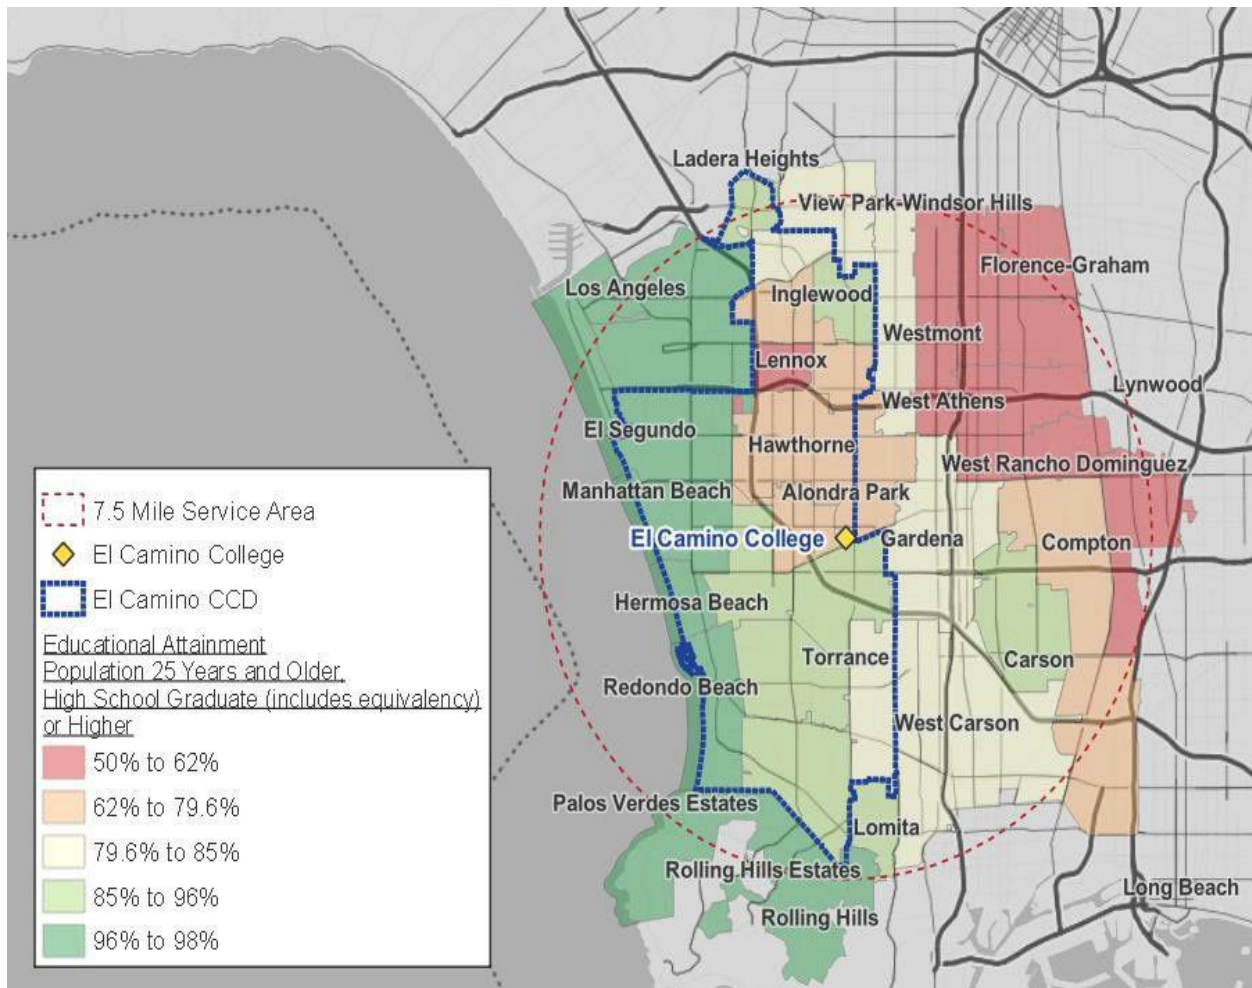 Ladera Heights
View Park-Windsor Hills
Florence-Graham
Los Angeles
Inglewood
Westmont
Lennox
Lynwood
West Athens
El Segundo
Hawthorne
West Rancho Dominguez
Manhattan Beach
Alondra Park
El Camino College
Gardena
Compton
Hermosa Beach
Torrance
Carson
Redondo Beach
West Carson
Palos Verdes Estates
Lomita
Rolling Hills Estates
Long Beach
Rolling Hills
7.5 Mile Service Area
El Camino College
El Camino CCD
Educational Attainment
Population 25 Years and Older,
High School Graduate (includes equivalency)
or Higher
50% to 62%
62% to 79.6%
79.6% to 85%
85% to 96%
96% to 98%